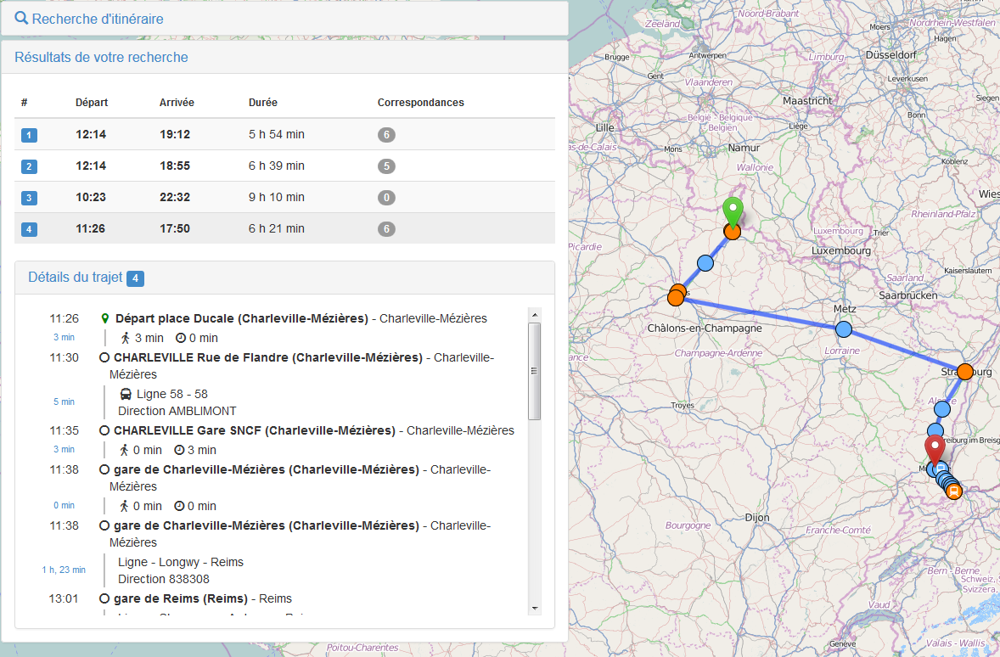 Recherche d'itinéraire
Résultats de votre recherche
# Départ Arrivée Durée Correspondances
1 12:14 19:12 5 h 54 min 6
2 12:14 18:55 6 h 39 min 5
3 10:23 22:32 9 h 10 min 0
4 11:26 17:50 6 h 21 min 6
Détails du trajet 4
11:26 Départ place Ducale (Charleville-Mézières) - Charleville-Mézières
3 min 3 min 0 min
11:30 CHARLEVILLE Rue de Flandre (Charleville-Mézières) - Charleville-
Mézières
5 min Ligne 58 - 58
Direction AMBLIMONT
11:35 CHARLEVILLE Gare SNCF (Charleville-Mézières) - Charleville-Mézières
3 min 0 min 3 min
11:38 gare de Charleville-Mézières (Charleville-Mézières) - Charleville-
Mézières
0 min 0 min 0 min
11:38 gare de Charleville-Mézières (Charleville-Mézières) - Charleville-
Mézières
1 h, 23 min Ligne - Longwy - Reims
Direction 838308
13:01 gare de Reims (Reims) - Reims
Zeeland
Noord-Brabant
Moers
Nordrhein-Westfalen
Hagen
Brugge
Antwerpen
Limburg
Düsseldorf
Gent
Vlaanderen
Leverkusen
Maastricht
Siegen
België - Belgique
- Belgien
Bonn
Lille
Liège
as-de-Calais
Mons
Namur
Koblenz
Wallonie
Wies
Rheinland-Pfalz
Luxembourg
Trier
Picardie
Luxembourg
Kaiserslautern
Saarland
Saarbrücken
Metz
Châlons-en-Champagne
Lorraine
Champagne-Ardenne
ance
Stra
urg
Troyes
Alsace
Freiburg im Breisg
Dijon
Bourgogne
Franche-Comté
Bern - Berne
Schweiz,
Svizzera,
Vaud
Genève
Valais - Wallis
Poitou-Charentes